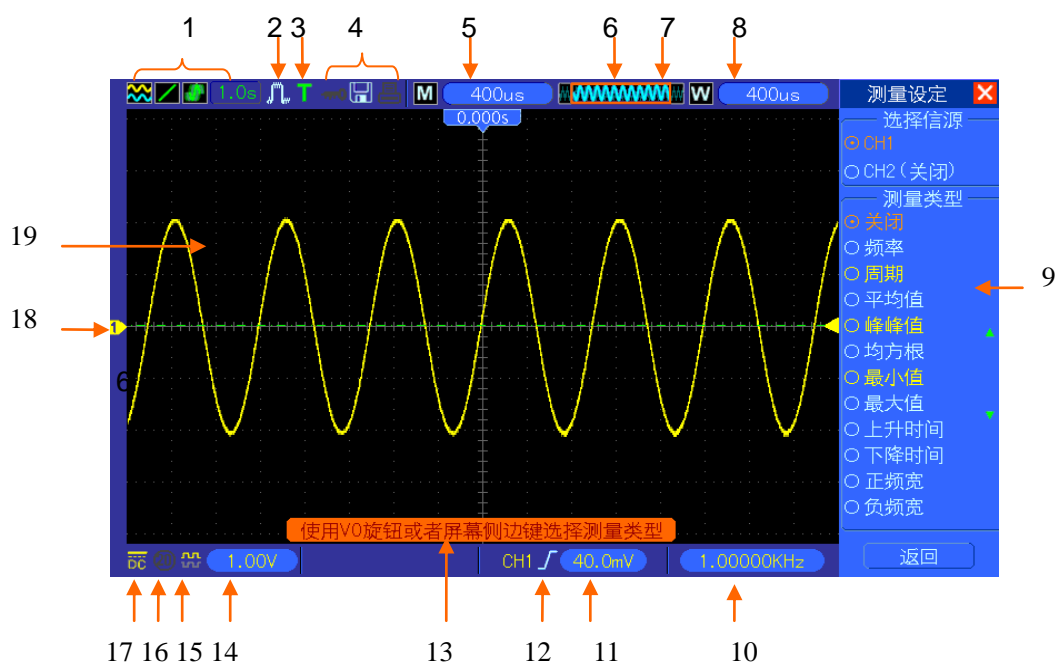 1 2 3 4 5 6 7 8
1.0s T M 400us W 400us
0.000s
测量设定
选择信源
CH1
CH2(关闭)
测量类型
关闭
频率
周期
平均值
峰峰值
均方根
最小值
最大值
上升时间
下降时间
正频宽
负频宽
返回
9
19
18
1
6
使用V0旋钮或者屏幕侧边键选择测量类型
DC 1.00V CH1 40.0mV 1.00000KHz
17 16 15 14 13 12 11 10